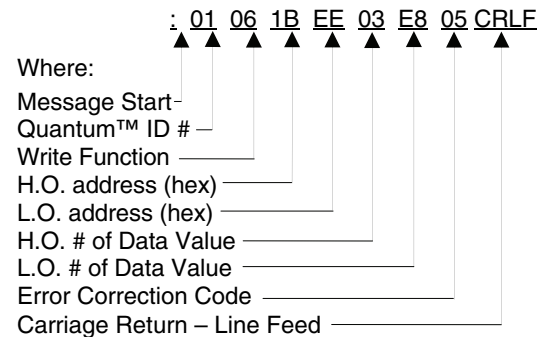 : 01 06 1B EE 03 E8 05 CRLF
Where:
Message Start
Quantum™ ID #
Write Function
H.O. address (hex)
L.O. address (hex)
H.O. # of Data Value
L.O. # of Data Value
Error Correction Code
Carriage Return – Line Feed